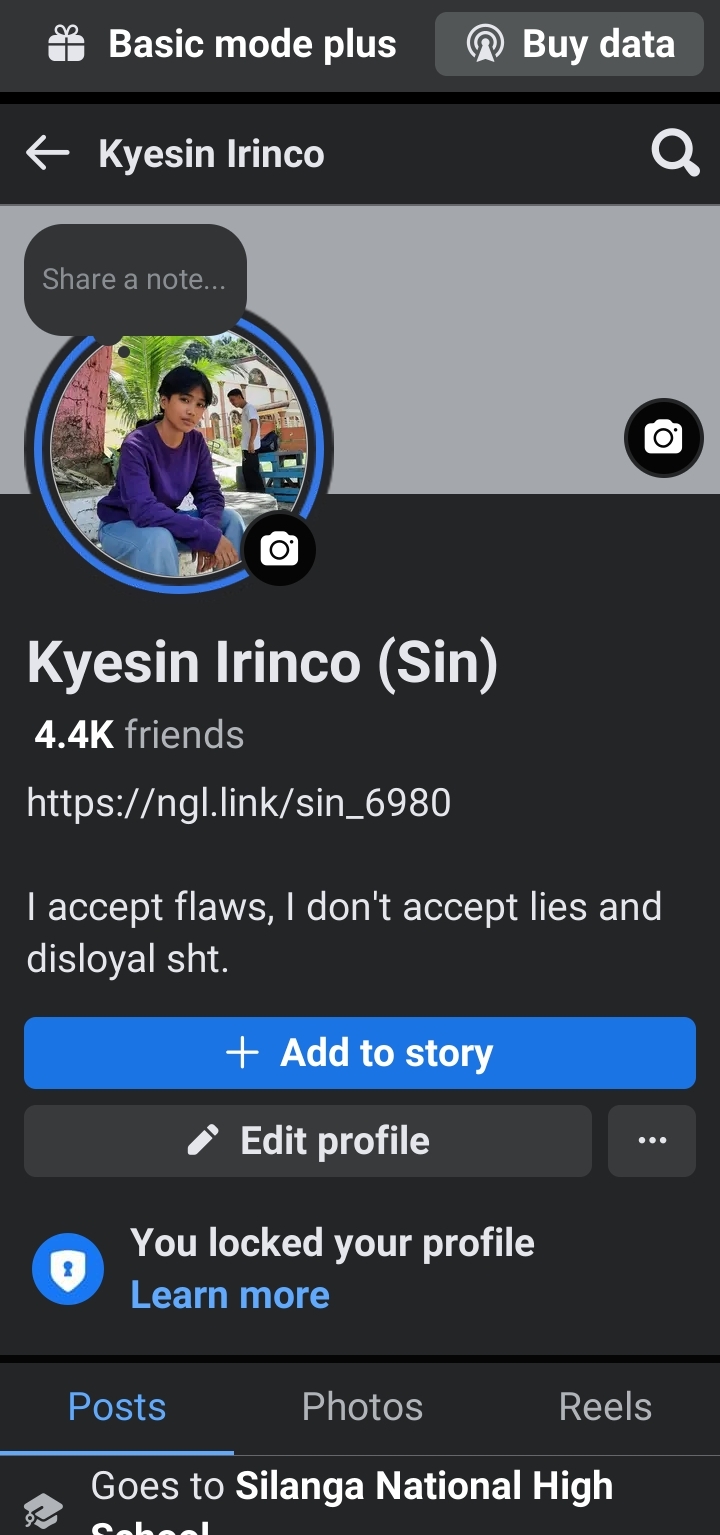 Basic mode plus
Buy data
Kyesin Irinco
Share a note...
Kyesin Irinco (Sin)
4.4K friends
https://ngl.link/sin_6980
I accept flaws, I don't accept lies and
disloyal sht.
Add to story
Edit profile
You locked your profile
Learn more
Posts
Photos
Reels
Goes to Silanga National High
School